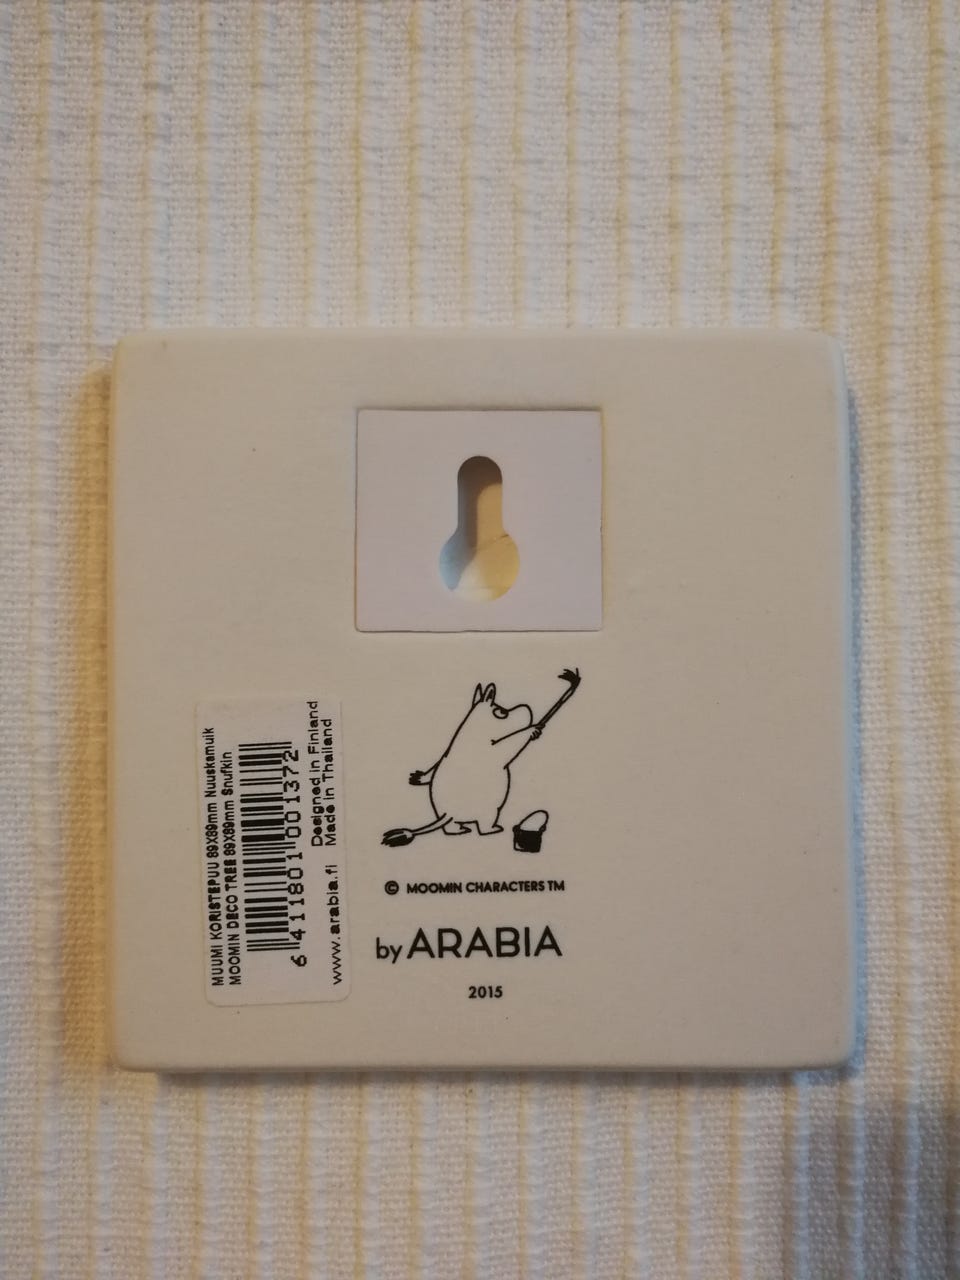 MUUMI KORISTEPUU 89X89mm Nuuskamuik
MOOMIN DECO TREE 89X89mm Snufkin
6 411801 001372
Designed in Finland
www.arabia.fi Made in Thailand
© MOOMIN CHARACTERS TM
by ARABIA
2015